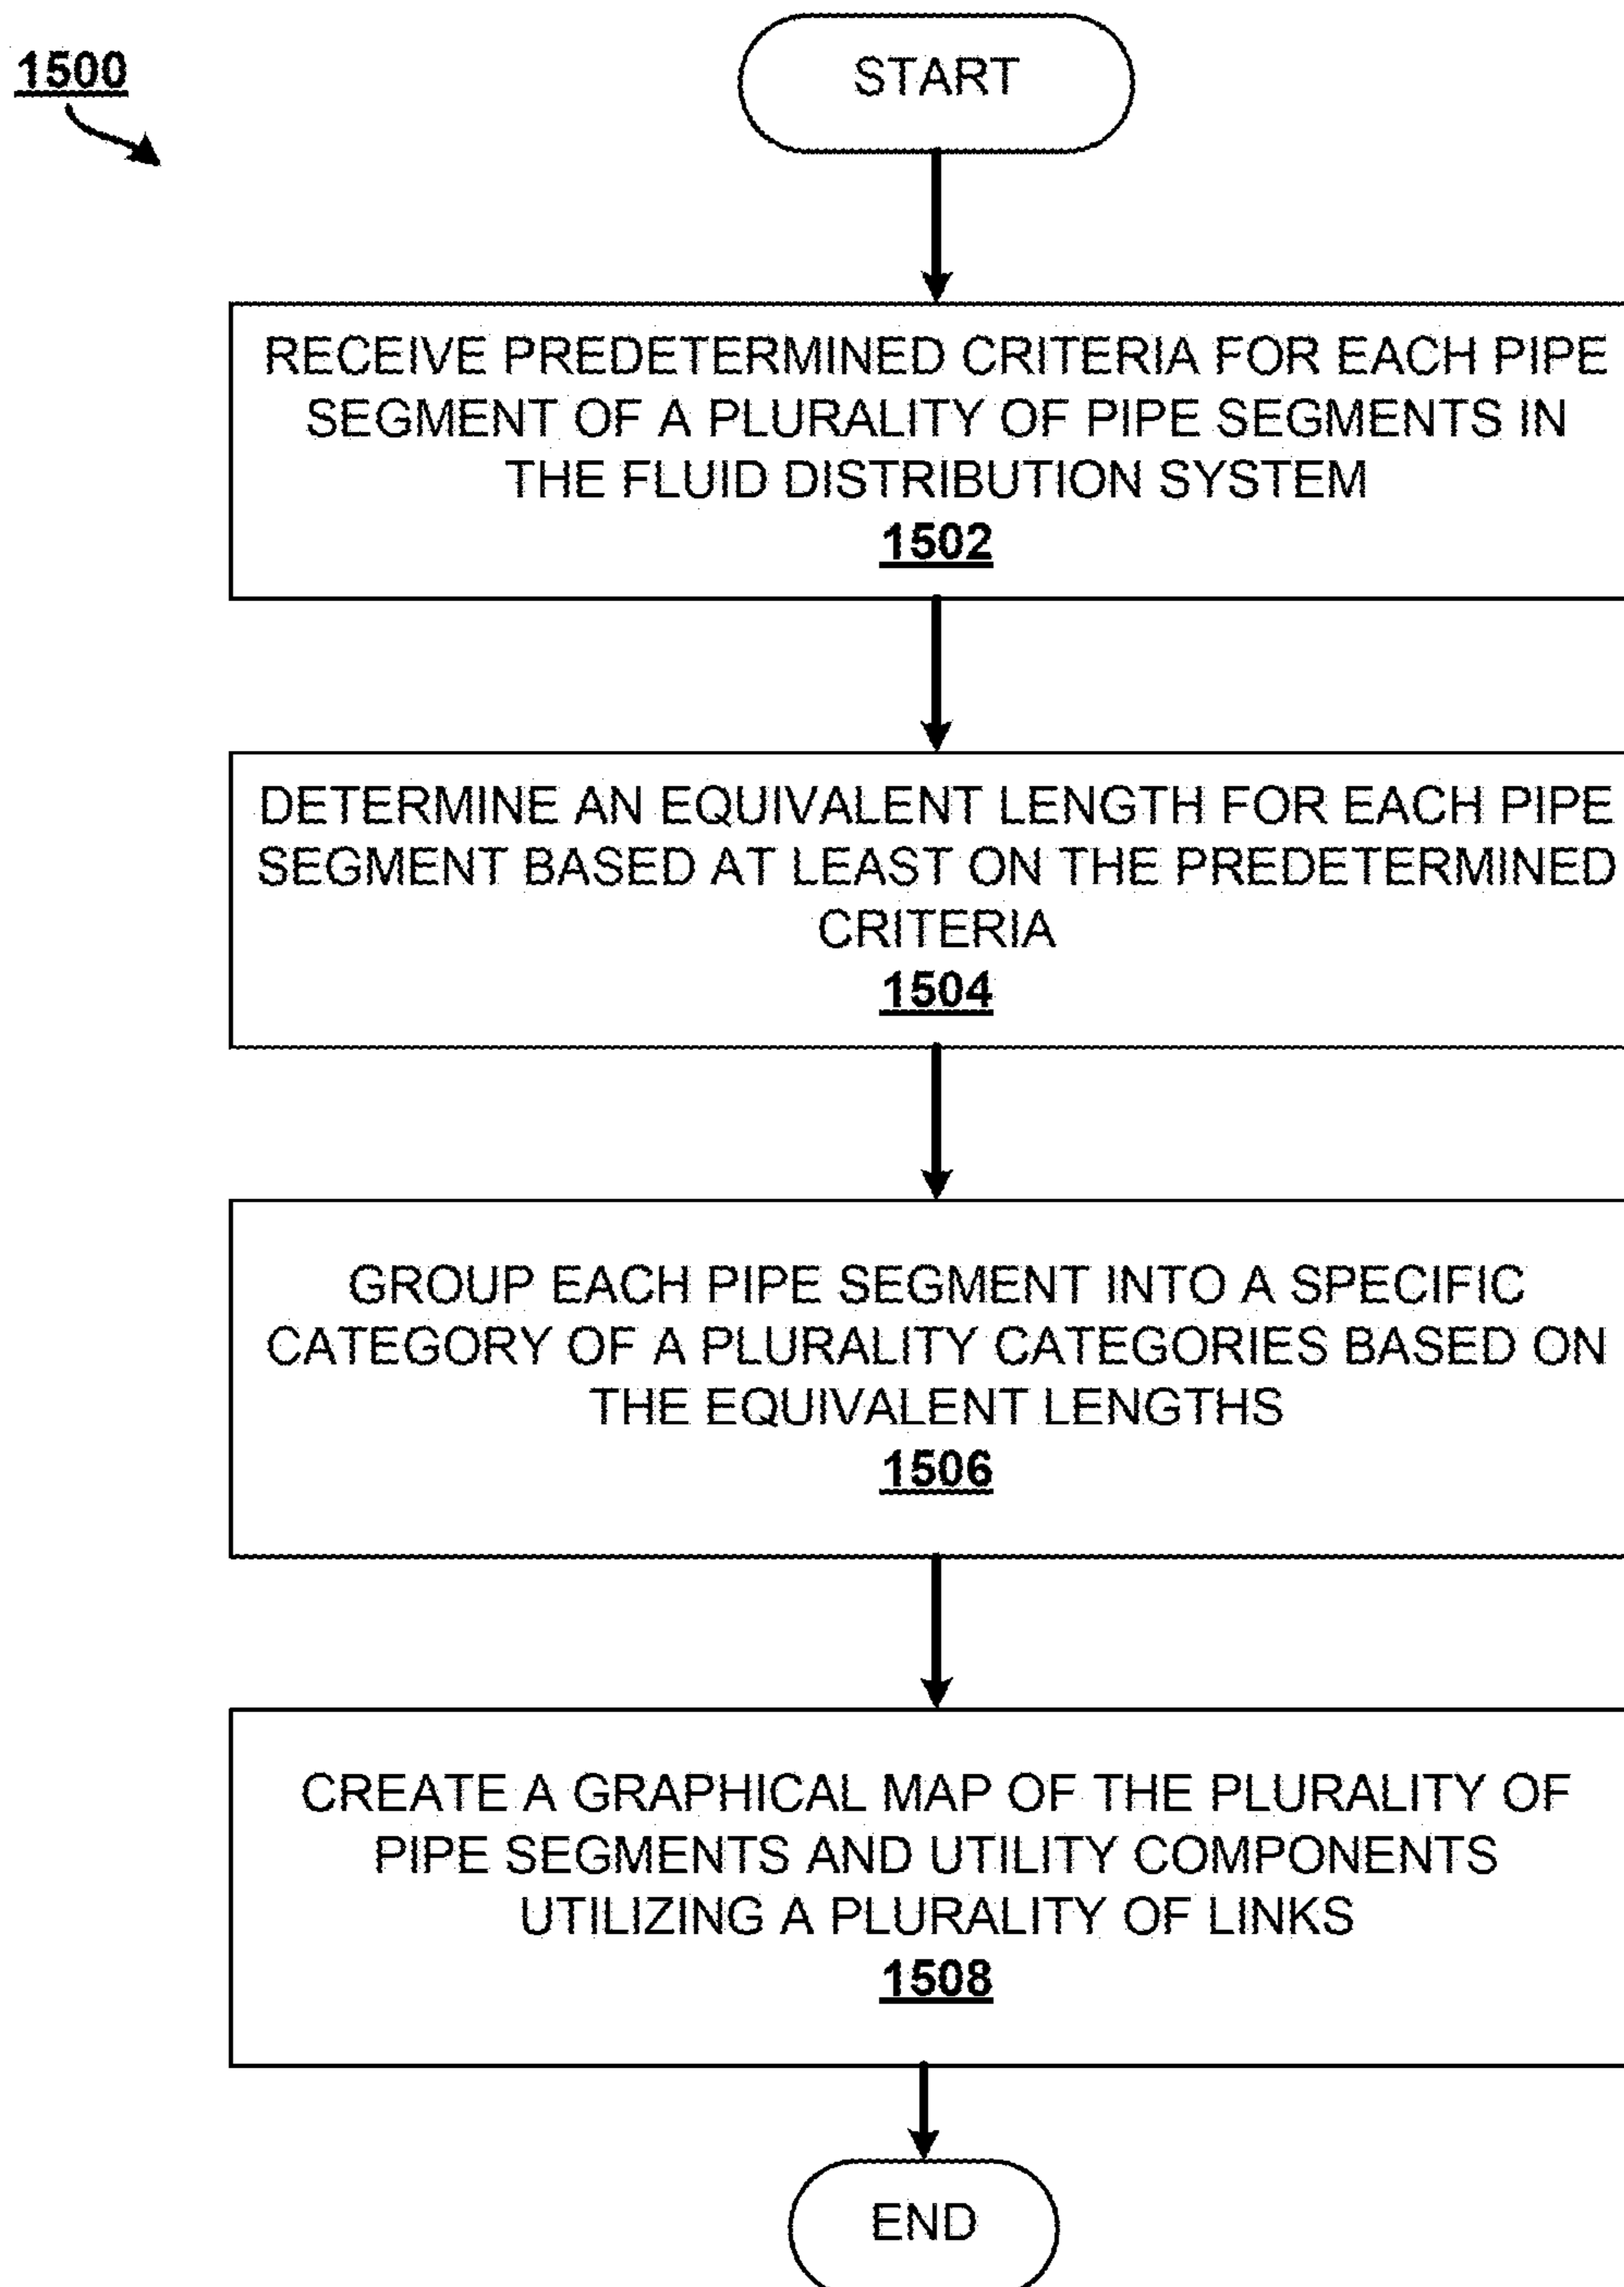 1500
START
RECEIVE PREDETERMINED CRITERIA FOR EACH PIPE
SEGMENT OF A PLURALITY OF PIPE SEGMENTS IN
THE FLUID DISTRIBUTION SYSTEM
1502
DETERMINE AN EQUIVALENT LENGTH FOR EACH PIPE
SEGMENT BASED AT LEAST ON THE PREDETERMINED
CRITERIA
1504
GROUP EACH PIPE SEGMENT INTO A SPECIFIC
CATEGORY OF A PLURALITY CATEGORIES BASED ON
THE EQUIVALENT LENGTHS
1506
CREATE A GRAPHICAL MAP OF THE PLURALITY OF
PIPE SEGMENTS AND UTILITY COMPONENTS
UTILIZING A PLURALITY OF LINKS
1508
END